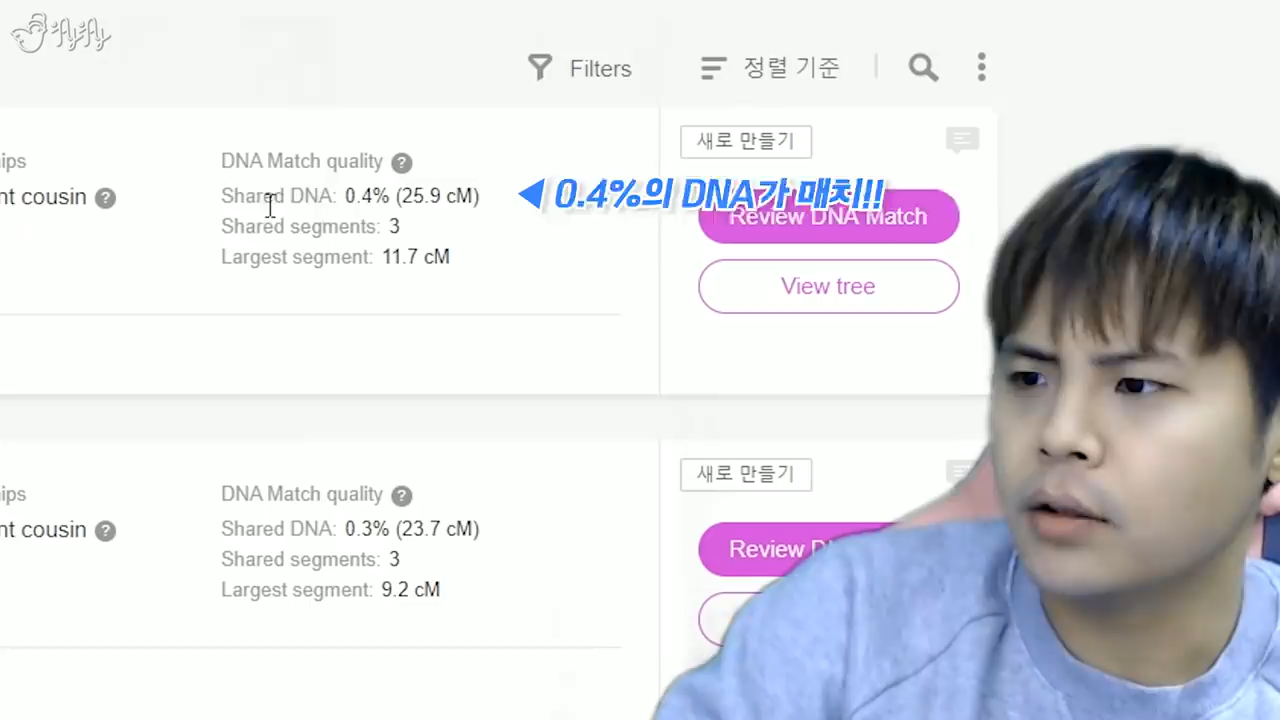 Filters
정렬 기준
새로 만들기
ips
DNA Match quality
nt cousin
Shared DNA: 0.4% (25.9 cM)
◀ 0.4%의 DNA가 매치!!
Review DNA Match
Shared segments: 3
Largest segment: 11.7 cM
View tree
새로 만들기
ips
DNA Match quality
nt cousin
Shared DNA: 0.3% (23.7 cM)
Review
Shared segments: 3
Largest segment: 9.2 cM